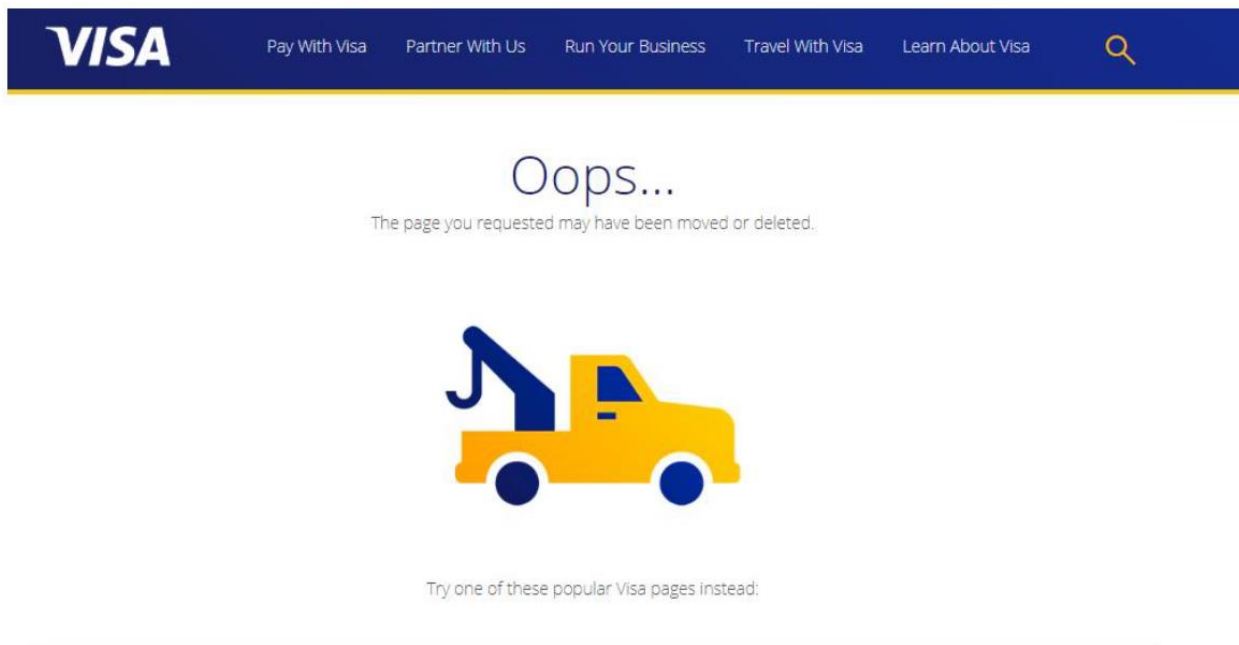 VISA Pay With Visa Partner With Us Run Your Business Travel With Visa Learn About Visa
Oops...
The page you requested may have been moved or deleted.
Try one of these popular Visa pages instead: